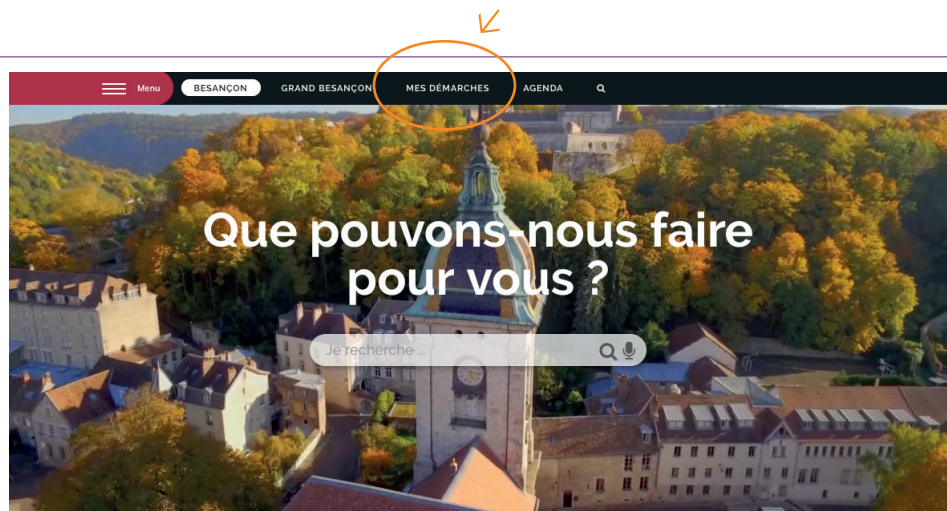 Menu BESANÇON GRAND BESANÇON MES DÉMARCHES AGENDA
Que pouvons-nous faire
pour vous ?
Je recherche ...